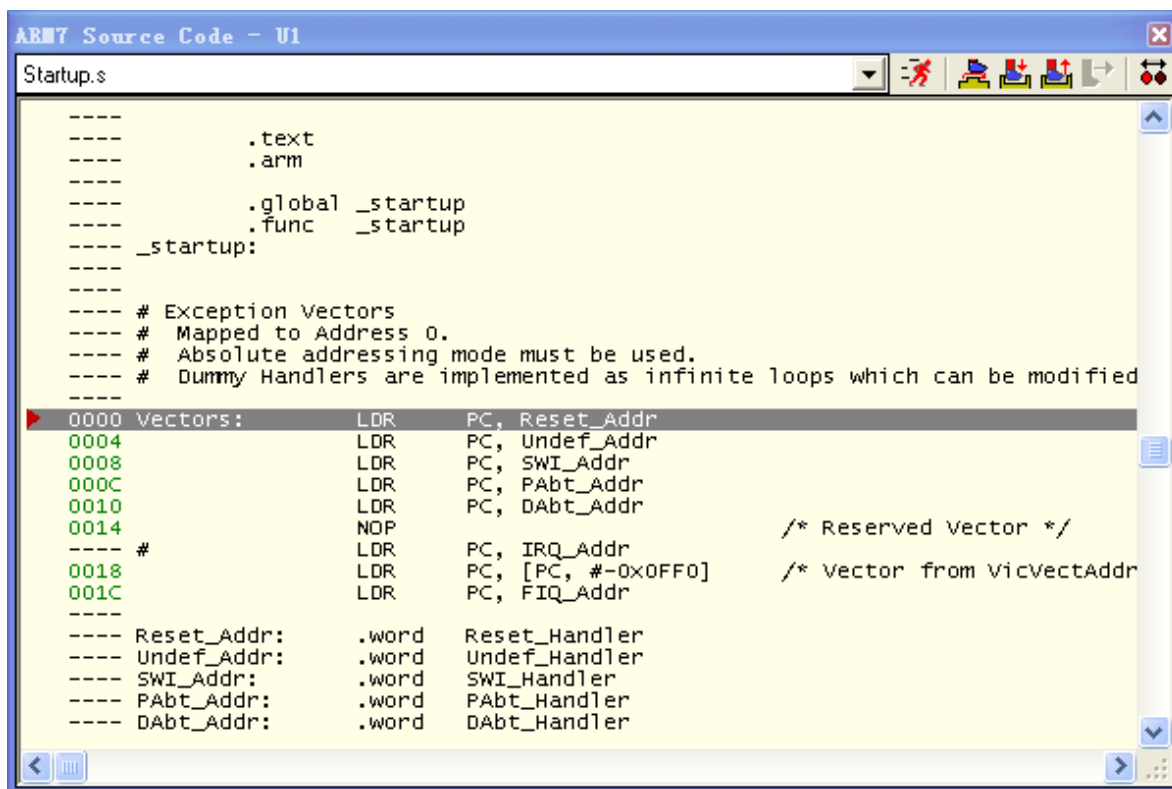 ARM7 Source Code - U1
Startup.s
----
----         .text
----         .arm
----
----         .global _startup
----         .func   _startup
---- _startup:
----
----
---- # Exception Vectors
---- #  Mapped to Address 0.
---- #  Absolute addressing mode must be used.
---- #  Dummy Handlers are implemented as infinite loops which can be modified
----
0000 Vectors:        LDR     PC, Reset_Addr
0004                 LDR     PC, Undef_Addr
0008                 LDR     PC, SWI_Addr
000C                 LDR     PC, PAbt_Addr
0010                 LDR     PC, DAbt_Addr
0014                 NOP                            /* Reserved Vector */
---- #               LDR     PC, IRQ_Addr
0018                 LDR     PC, [PC, #-0x0FF0]     /* Vector from VicVectAddr
001C                 LDR     PC, FIQ_Addr
----
---- Reset_Addr:     .word   Reset_Handler
---- Undef_Addr:     .word   Undef_Handler
---- SWI_Addr:       .word   SWI_Handler
---- PAbt_Addr:      .word   PAbt_Handler
---- DAbt_Addr:      .word   DAbt_Handler